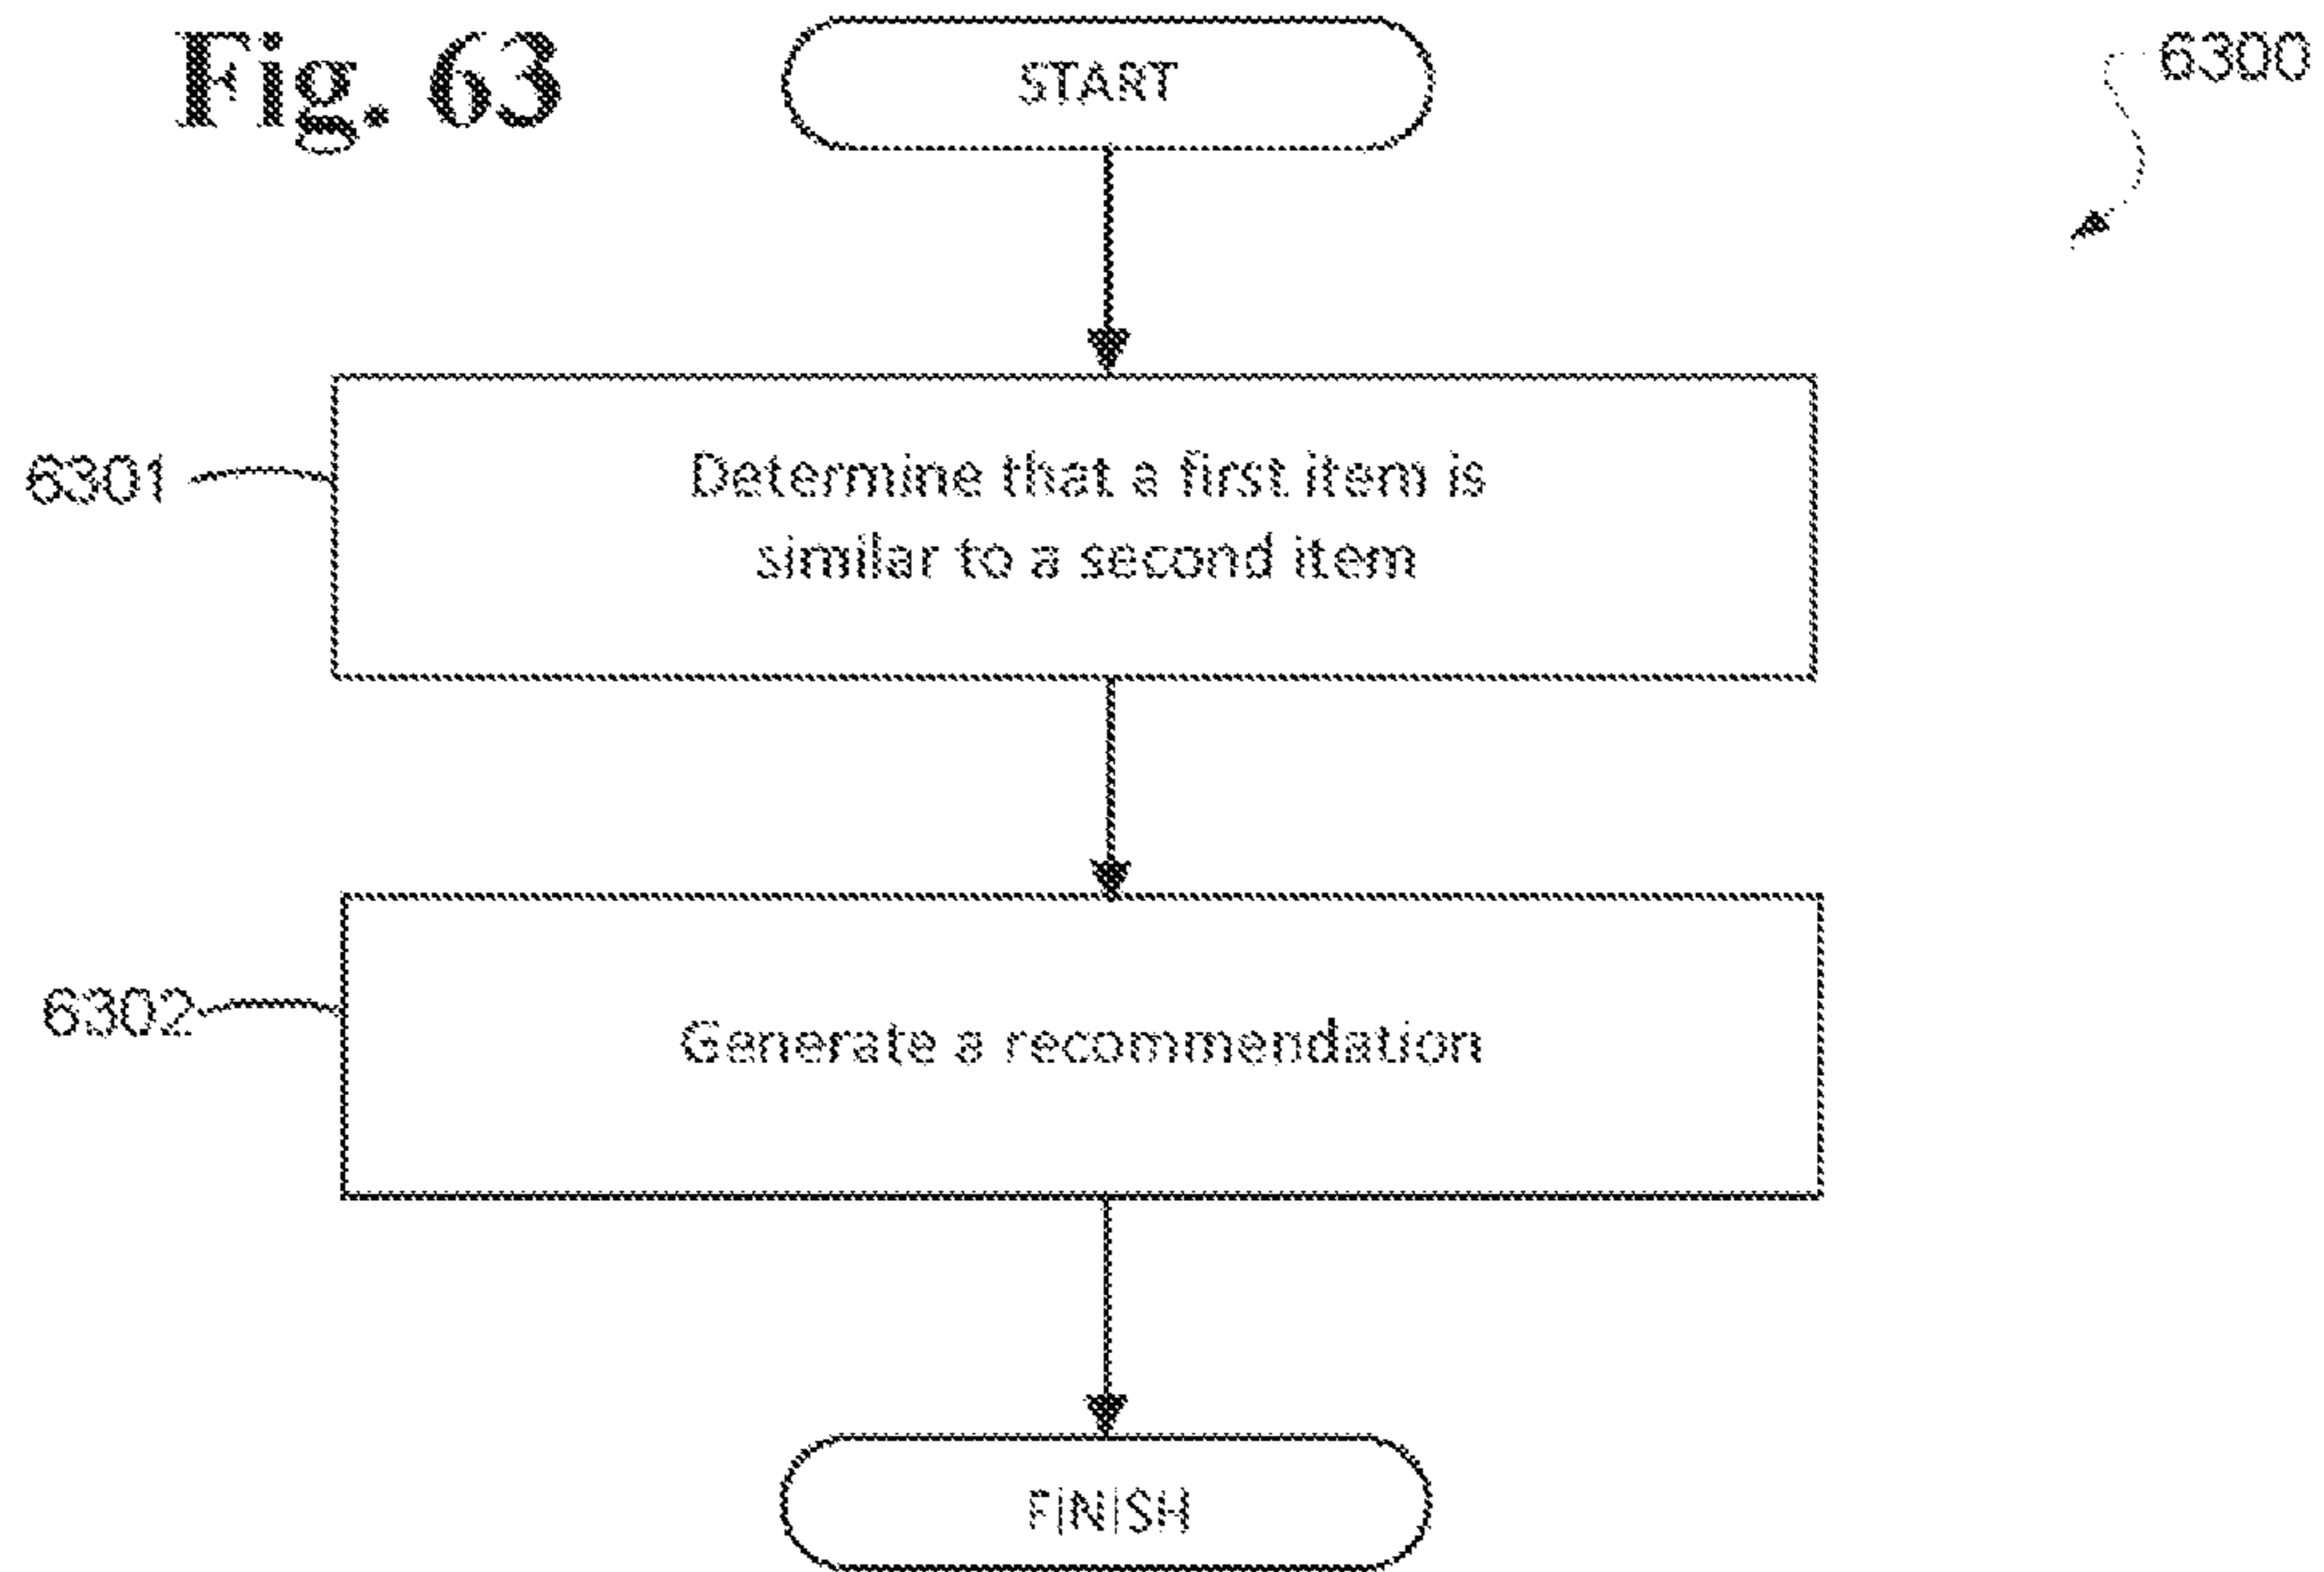 Fig. 63
START
6300
6301
Determine that a first item is
similar to a second item
6302
Generate a recommendation
FINISH